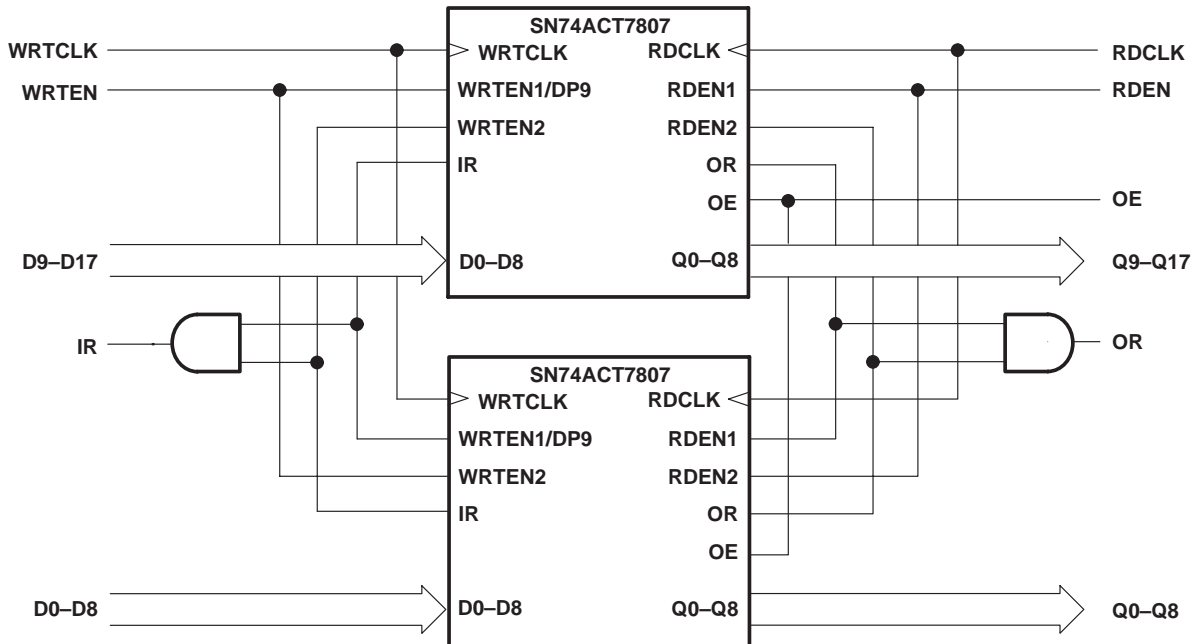 SN74ACT7807
WRTCLK WRTCLK RDCLK RDCLK
WRTEN WRTEN1/DP9 RDEN1 RDEN
WRTEN2 RDEN2
IR OR
OE OE
D9–D17 D0–D8 Q0–Q8 Q9–Q17
IR OR
SN74ACT7807
WRTCLK RDCLK
WRTEN1/DP9 RDEN1
WRTEN2 RDEN2
IR OR
OE
D0–D8 D0–D8 Q0–Q8 Q0–Q8